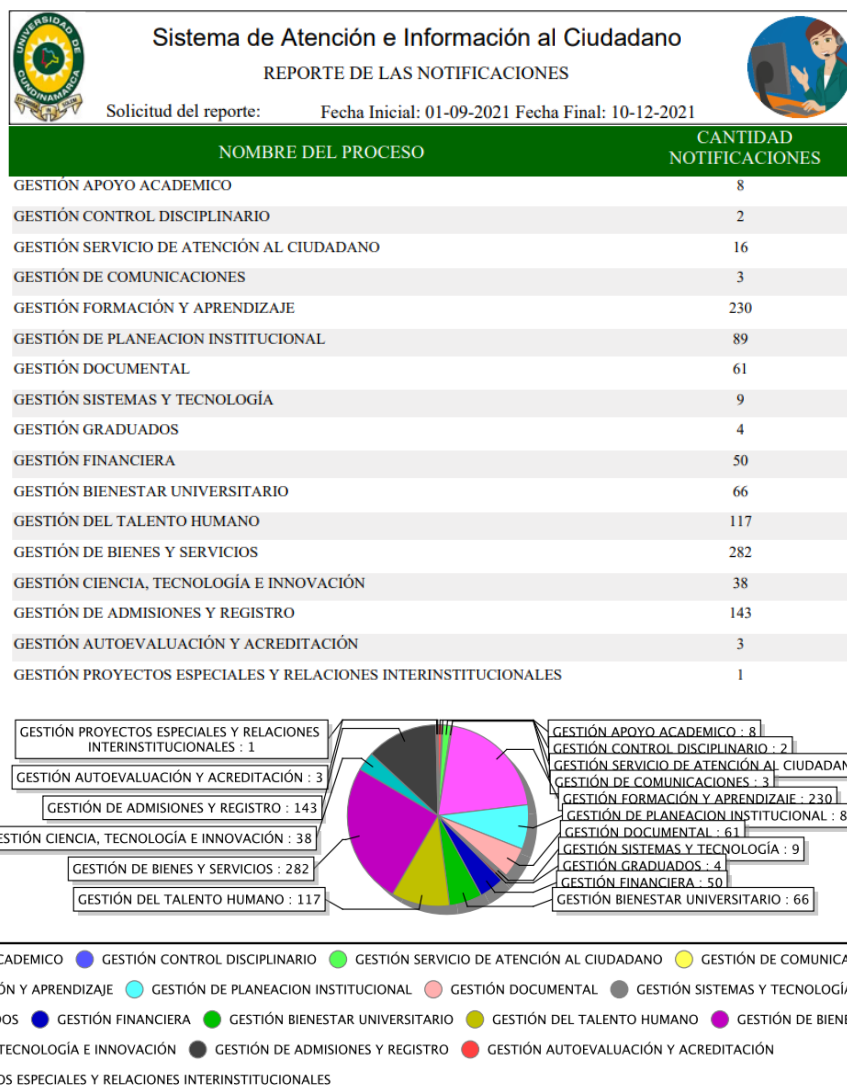 UNIVERSIDAD DE
CUNDINAMARCA
Sistema de Atención e Información al Ciudadano
REPORTE DE LAS NOTIFICACIONES
Solicitud del reporte: Fecha Inicial: 01-09-2021 Fecha Final: 10-12-2021
NOMBRE DEL PROCESO CANTIDAD NOTIFICACIONES
GESTIÓN APOYO ACADEMICO 8
GESTIÓN CONTROL DISCIPLINARIO 2
GESTIÓN SERVICIO DE ATENCIÓN AL CIUDADANO 16
GESTIÓN DE COMUNICACIONES 3
GESTIÓN FORMACIÓN Y APRENDIZAJE 230
GESTIÓN DE PLANEACION INSTITUCIONAL 89
GESTIÓN DOCUMENTAL 61
GESTIÓN SISTEMAS Y TECNOLOGÍA 9
GESTIÓN GRADUADOS 4
GESTIÓN FINANCIERA 50
GESTIÓN BIENESTAR UNIVERSITARIO 66
GESTIÓN DEL TALENTO HUMANO 117
GESTIÓN DE BIENES Y SERVICIOS 282
GESTIÓN CIENCIA, TECNOLOGÍA E INNOVACIÓN 38
GESTIÓN DE ADMISIONES Y REGISTRO 143
GESTIÓN AUTOEVALUACIÓN Y ACREDITACIÓN 3
GESTIÓN PROYECTOS ESPECIALES Y RELACIONES INTERINSTITUCIONALES 1
GESTIÓN PROYECTOS ESPECIALES Y RELACIONES
INTERINSTITUCIONALES : 1
GESTIÓN AUTOEVALUACIÓN Y ACREDITACIÓN : 3
GESTIÓN DE ADMISIONES Y REGISTRO : 143
ESTIÓN CIENCIA, TECNOLOGÍA E INNOVACIÓN : 38
GESTIÓN DE BIENES Y SERVICIOS : 282
GESTIÓN DEL TALENTO HUMANO : 117
GESTIÓN APOYO ACADEMICO : 8
GESTIÓN CONTROL DISCIPLINARIO : 2
GESTIÓN SERVICIO DE ATENCIÓN AL CIUDADAN
GESTIÓN DE COMUNICACIONES : 3
GESTIÓN FORMACIÓN Y APRENDIZAJE : 230
GESTIÓN DE PLANEACION INSTITUCIONAL : 8
GESTIÓN DOCUMENTAL : 61
GESTIÓN SISTEMAS Y TECNOLOGÍA : 9
GESTIÓN GRADUADOS : 4
GESTIÓN FINANCIERA : 50
GESTIÓN BIENESTAR UNIVERSITARIO : 66
CADEMICO GESTIÓN CONTROL DISCIPLINARIO GESTIÓN SERVICIO DE ATENCIÓN AL CIUDADANO GESTIÓN DE COMUNICA
ÓN Y APRENDIZAJE GESTIÓN DE PLANEACION INSTITUCIONAL GESTIÓN DOCUMENTAL GESTIÓN SISTEMAS Y TECNOLOGÍA
DOS GESTIÓN FINANCIERA GESTIÓN BIENESTAR UNIVERSITARIO GESTIÓN DEL TALENTO HUMANO GESTIÓN DE BIENE
TECNOLOGÍA E INNOVACIÓN GESTIÓN DE ADMISIONES Y REGISTRO GESTIÓN AUTOEVALUACIÓN Y ACREDITACIÓN
OS ESPECIALES Y RELACIONES INTERINSTITUCIONALES